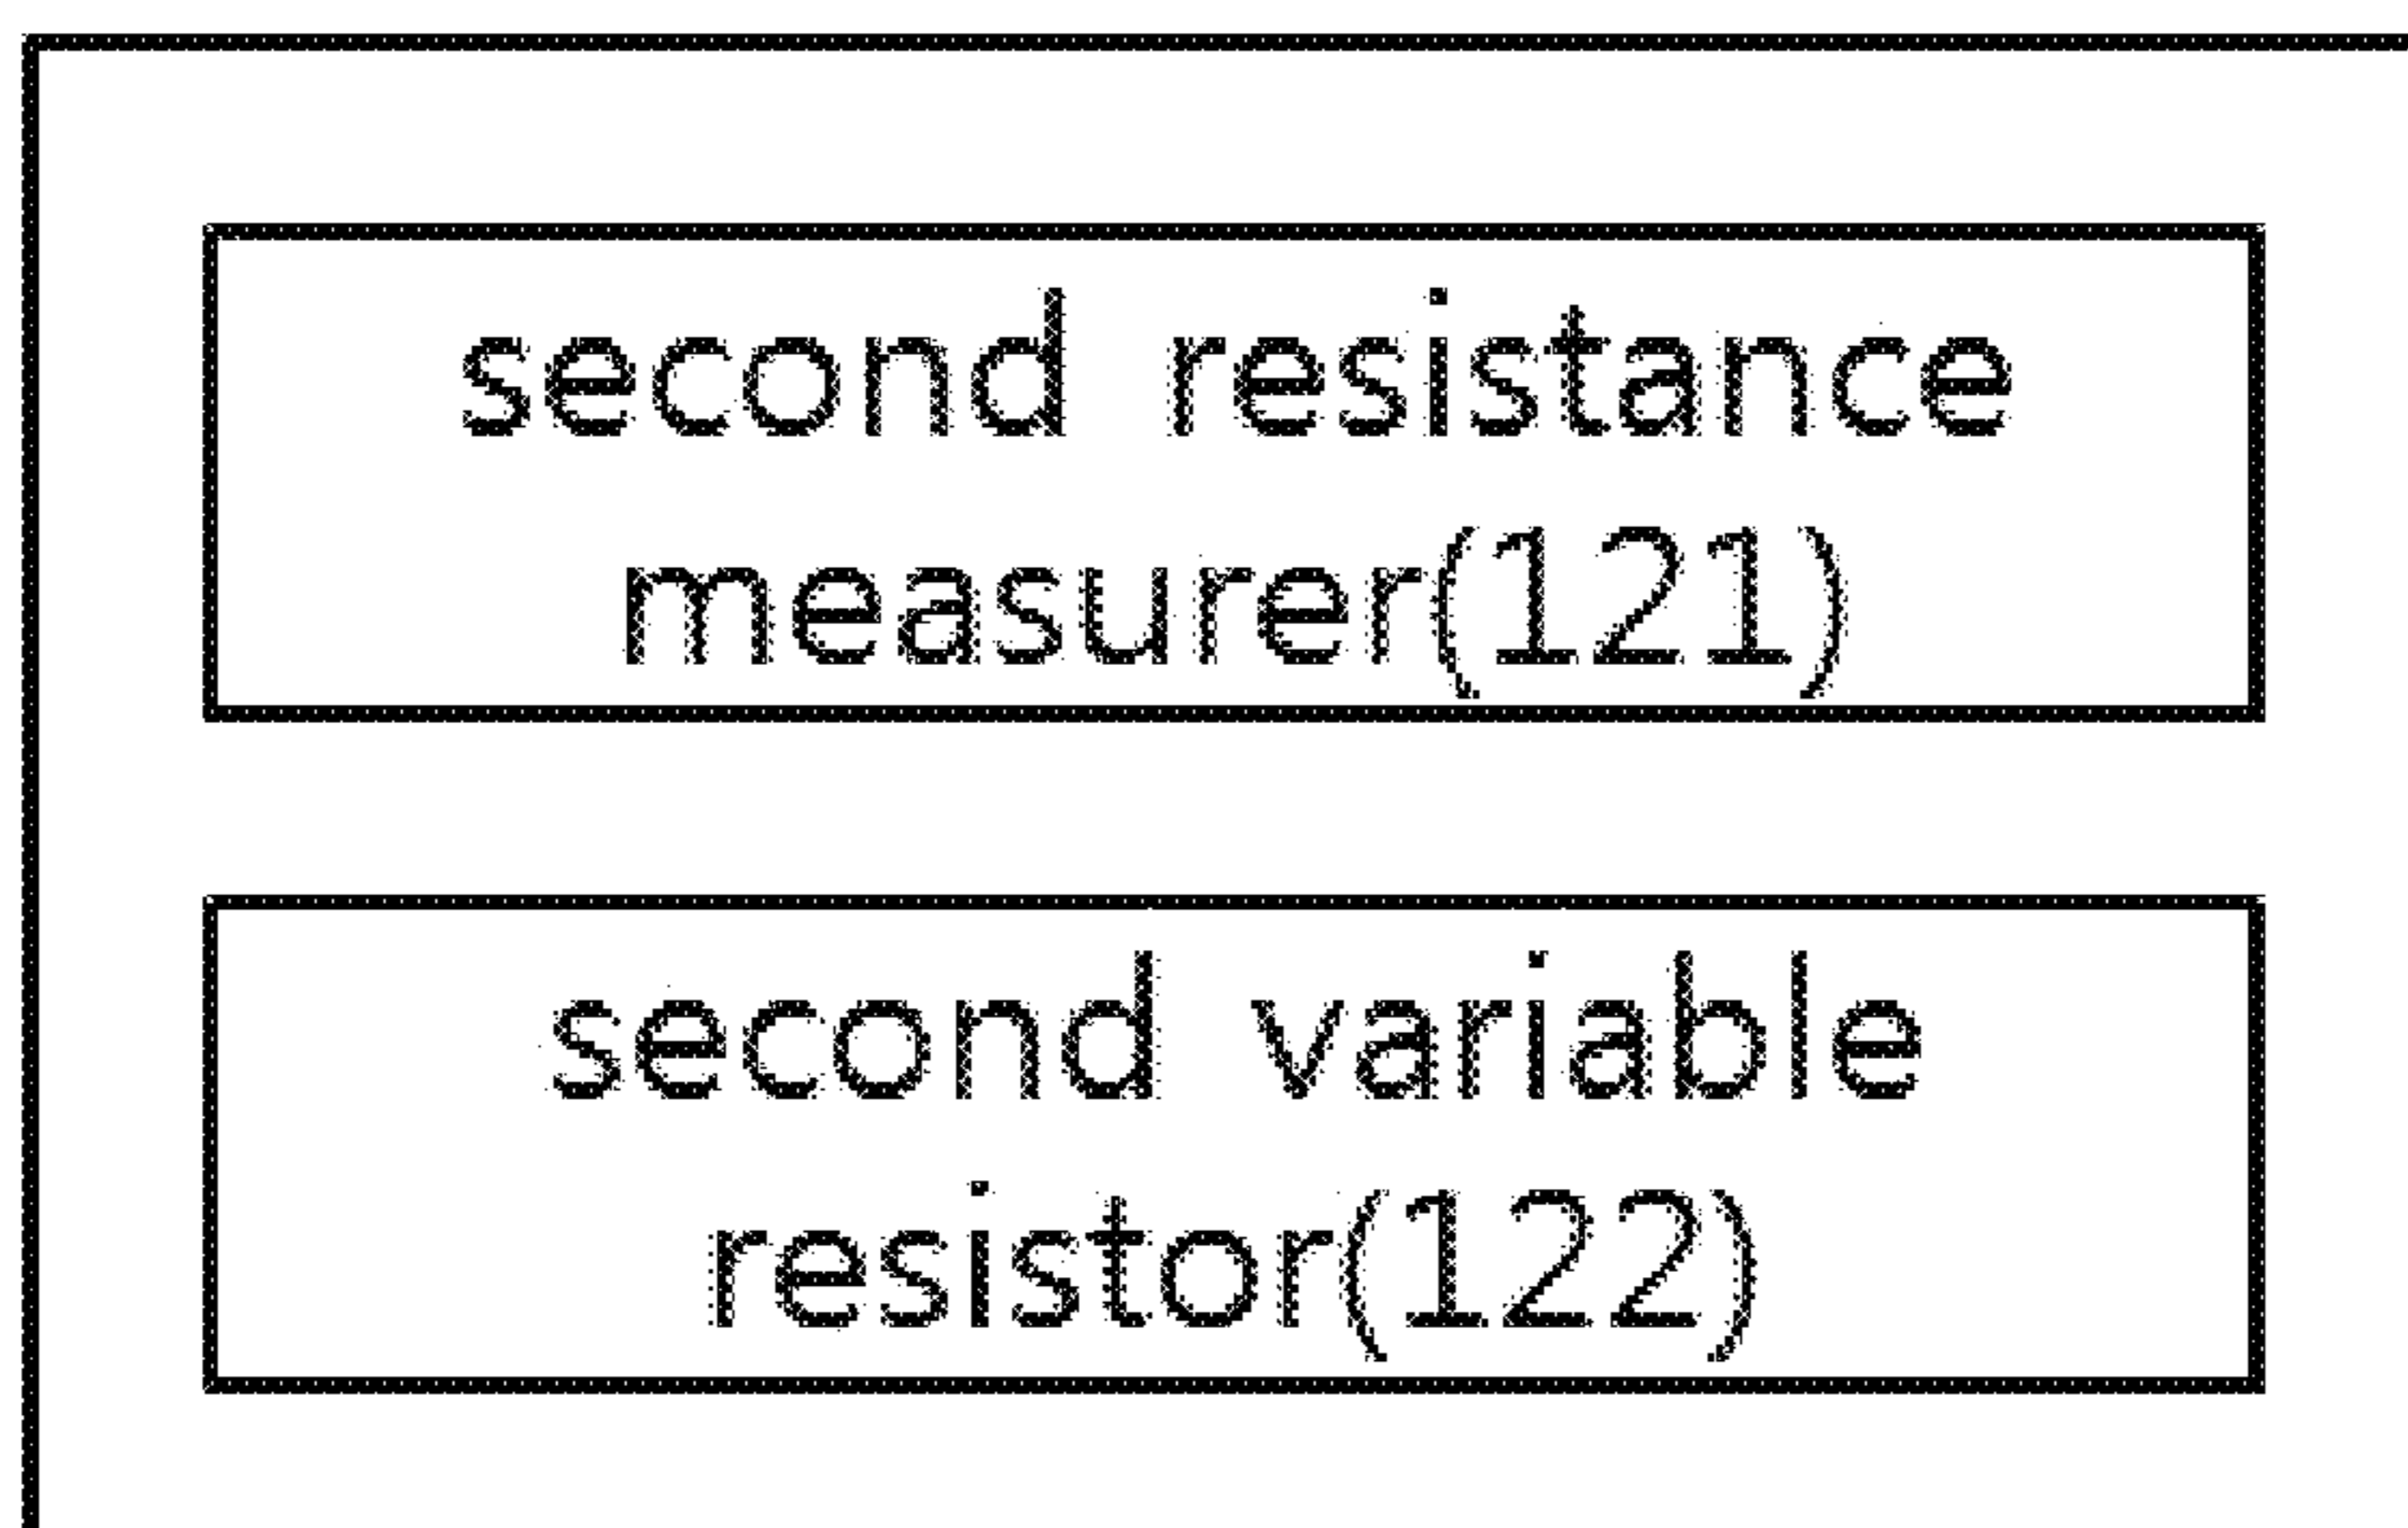 second resistance
measurer(121)
second variable
resistor(122)